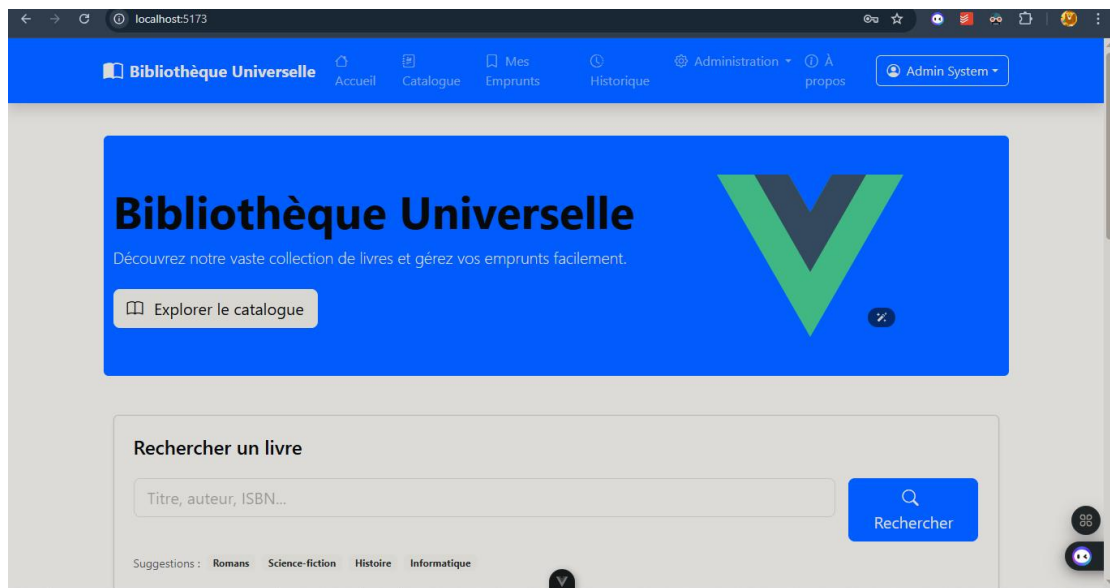 localhost:5173
Bibliothèque Universelle
Accueil
Catalogue
Mes
Emprunts
Historique
Administration
À
propos
Admin System
Bibliothèque Universelle
Découvrez notre vaste collection de livres et gérez vos emprunts facilement.
Explorer le catalogue
Rechercher un livre
Titre, auteur, ISBN...
Rechercher
Suggestions : Romans Science-fiction Histoire Informatique